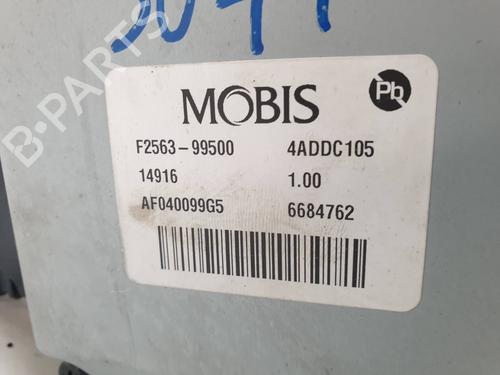 MOBIS
Pb
F2563-99500 4ADDC105
14916 1.00
AF040099G5 6684762
B-PARTS